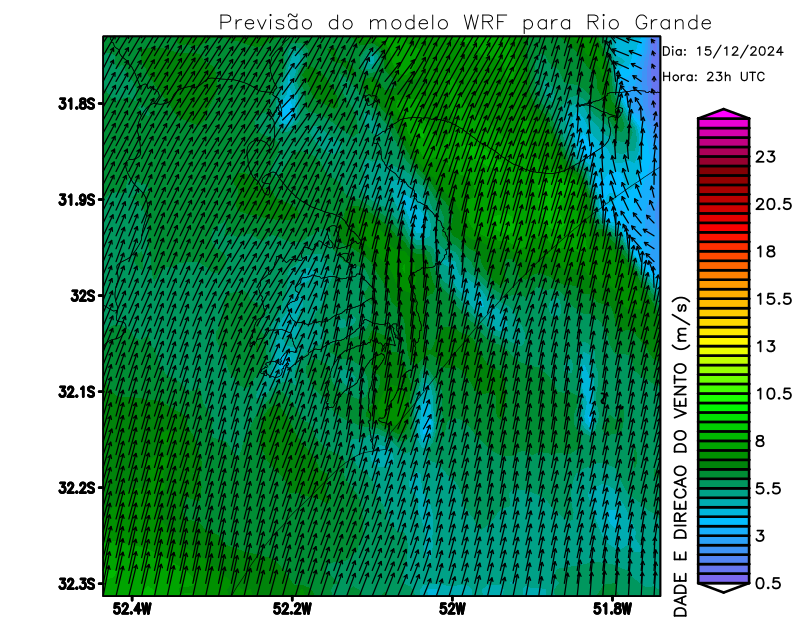 Previsão do modelo WRF para Rio Grande
Dia: 15/12/2024
Hora: 23h UTC
31.8S
31.9S
32S
32.1S
32.2S
32.3S
52.4W
52.2W
52W
51.8W
DADE E DIRECAO DO VENTO (m/s)
23
20.5
18
15.5
13
10.5
8
5.5
3
0.5